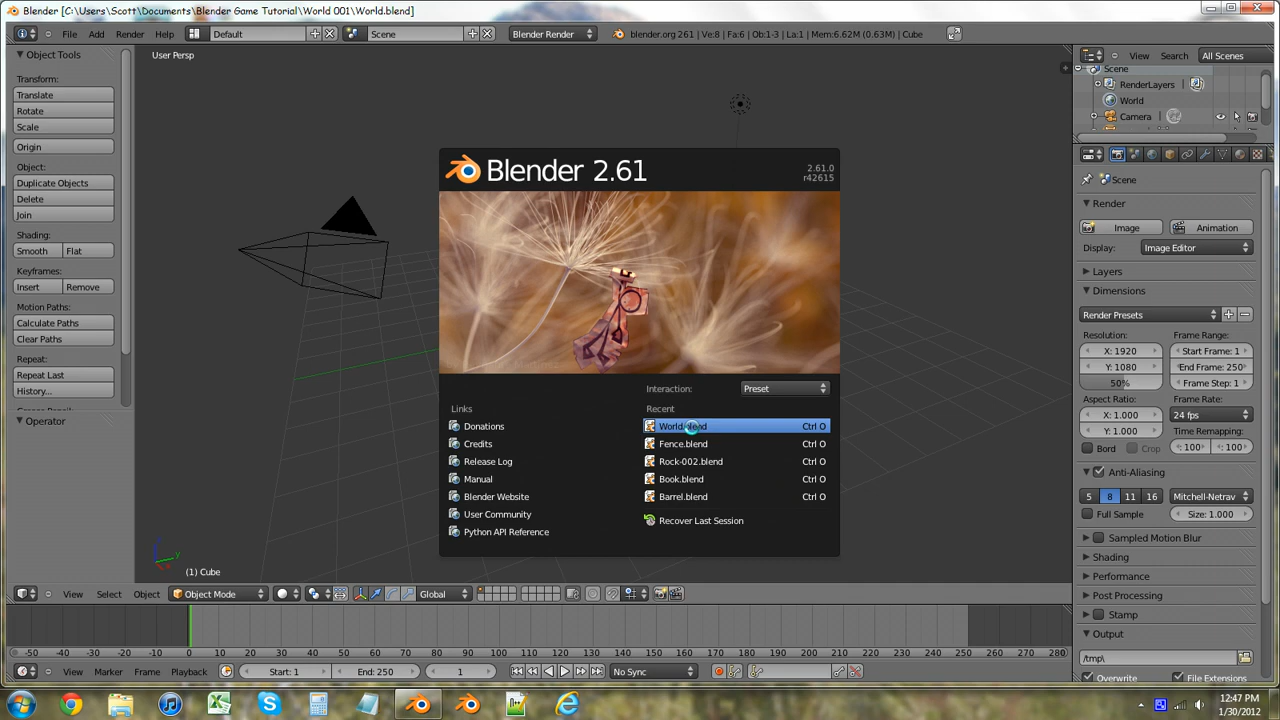 Blender [C:\Users\Scott\Documents\Blender Game Tutorial\World 001\World.blend]
File Add Render Help Default Scene Blender Render blender.org 261 | Ve:8 | Fa:6 | Ob:1-3 | La:1 | Mem:6.62M (0.63M) | Cube
View Search All Scenes
Object Tools
User Persp
Scene
RenderLayers
World
Camera
Transform:
Translate
Rotate
Scale
Origin
Object:
Duplicate Objects
Delete
Join
Shading:
Smooth Flat
Keyframes:
Insert Remove
Motion Paths:
Calculate Paths
Clear Paths
Repeat:
Repeat Last
History...
Operator
Blender 2.61
2.61.0
r42615
Interaction: Preset
Links
Donations
Credits
Release Log
Manual
Blender Website
User Community
Python API Reference
Recent
World.blend Ctrl O
Fence.blend Ctrl O
Rock-002.blend Ctrl O
Book.blend Ctrl O
Barrel.blend Ctrl O
Recover Last Session
Scene
Render
Image Animation
Display: Image Editor
Layers
Dimensions
Render Presets
Resolution: Frame Range:
X: 1920 Start Frame: 1
Y: 1080 End Frame: 250
50% Frame Step: 1
Aspect Ratio: Frame Rate:
X: 1.000 24 fps
Y: 1.000 Time Remapping:
Bord Crop :100 :100
Anti-Aliasing
5 8 11 16 Mitchell-Netrav
Full Sample Size: 1.000
Sampled Motion Blur
Shading
Performance
Post Processing
Stamp
Output
/tmp\
Overwrite File Extensions
(1) Cube
View Select Object Object Mode Global
-50 -40 -30 -20 -10 0 10 20 30 40 50 60 70 80 90 100 110 120 130 140 150 160 170 180 190 200 210 220 230 240 250 260 270 280
View Marker Frame Playback Start: 1 End: 250 1 No Sync
12:47 PM
1/30/2012